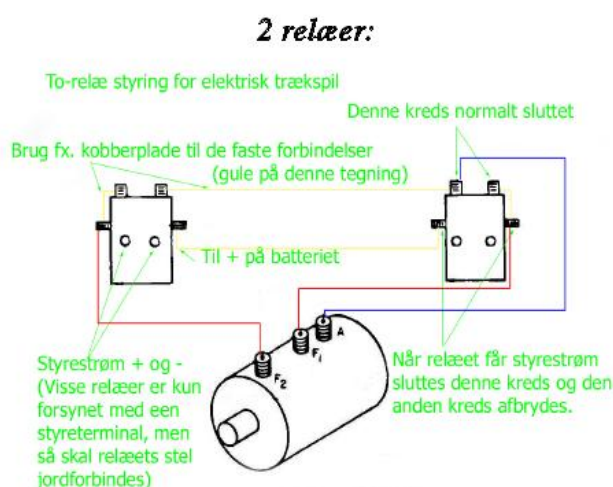 2 relæer:
To-relæ styring for elektrisk trækspil
Denne kreds normalt sluttet
Brug fx. kobberplade til de faste forbindelser
(gule på denne tegning)
Til + på batteriet
A
F1
F2
Styrestrøm + og -
(Visse relæer er kun
forsynet med een
styreterminal, men
så skal relæets stel
jordforbindes)
Når relæet får styrestrøm
sluttes denne kreds og den
anden kreds afbrydes.